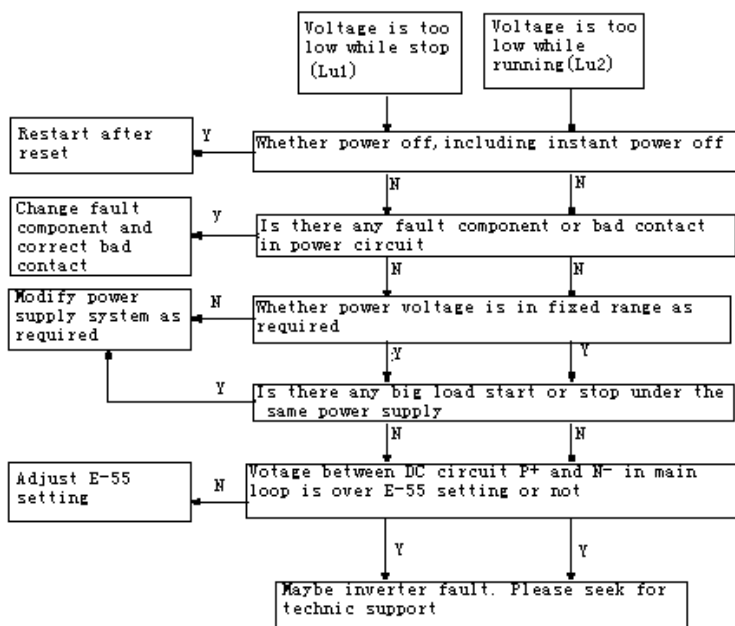 Voltage is too
low while stop
(Lu1)
Voltage is too
low while
running(Lu2)
Restart after
reset
Y
Whether power off, including instant power off
N
N
Change fault
component and
correct bad
contact
y
Is there any fault component or bad contact
in power circuit
N
N
Modify power
supply system as
required
N
Whether power voltage is in fixed range as
required
Y
Y
Y
Is there any big load start or stop under the
same power supply
N
N
Adjust E-55
setting
N
Votage between DC circuit P+ and N- in main
loop is over E-55 setting or not
Y
Y
Maybe inverter fault. Please seek for
technic support